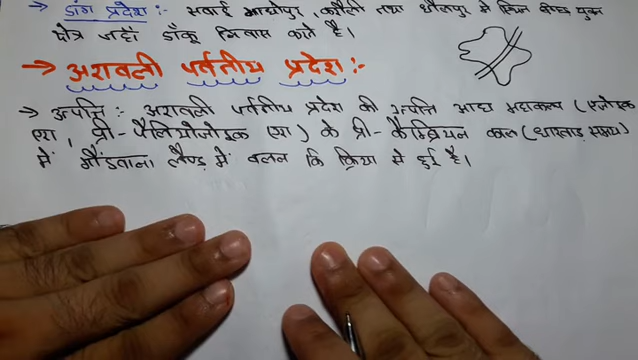 → डांग प्रदेश :- सवाई माधोपुर, करौली तथा धौलपुर में स्थित बीहड़ युक्त
क्षेत्र जहाँ डाँकू निवास करते है।
→ अरावली पर्वतीय प्रदेश :-
→ उत्पत्ति :- अरावली पर्वतीय प्रदेश की उत्पत्ति आद्य महाकल्प (एजोइक
एरा, प्री-पैलियोजोइक एरा) के प्री-कैम्ब्रियन काल (धारवाड़ समय)
में गौंडवाना लैण्ड में वलन कि क्रिया से हुई है।